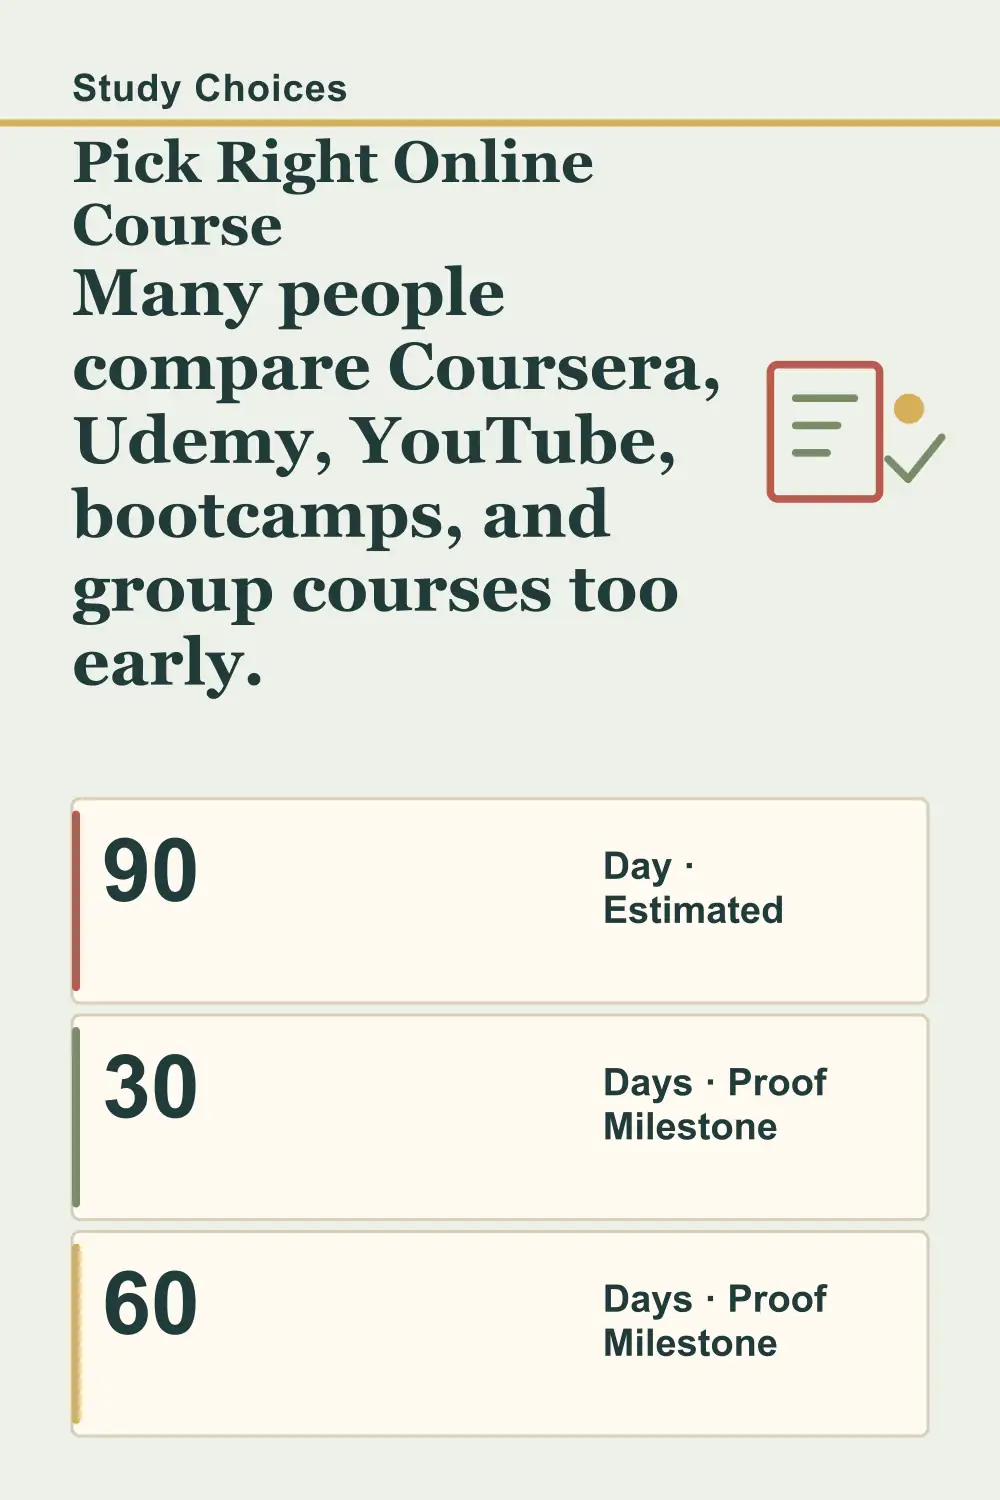 Study Choices
Pick Right Online
Course
Many people
compare Coursera,
Udemy, YouTube,
bootcamps, and
group courses too
early.
90
Day ·
Estimated
30
Days · Proof
Milestone
60
Days · Proof
Milestone